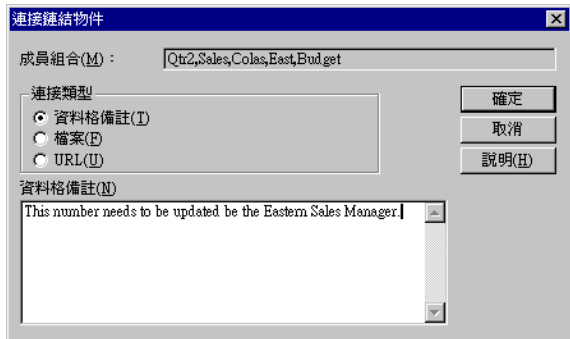 連接鏈結物件
成員組合(M)： Qtr2,Sales,Colas,East,Budget
連接類型
資料格備註(T)
檔案(F)
URL(U)
確定
取消
說明(H)
資料格備註(N)
This number needs to be updated be the Eastern Sales Manager.